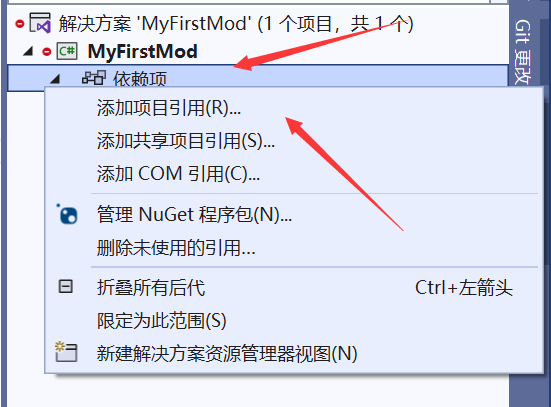 解决方案 'MyFirstMod' (1 个项目，共 1 个)
C# MyFirstMod
依赖项
添加项目引用(R)...
添加共享项目引用(S)...
添加 COM 引用(C)...
管理 NuGet 程序包(N)...
删除未使用的引用...
折叠所有后代 Ctrl+左箭头
限定为此范围(S)
新建解决方案资源管理器视图(N)
Git 更改